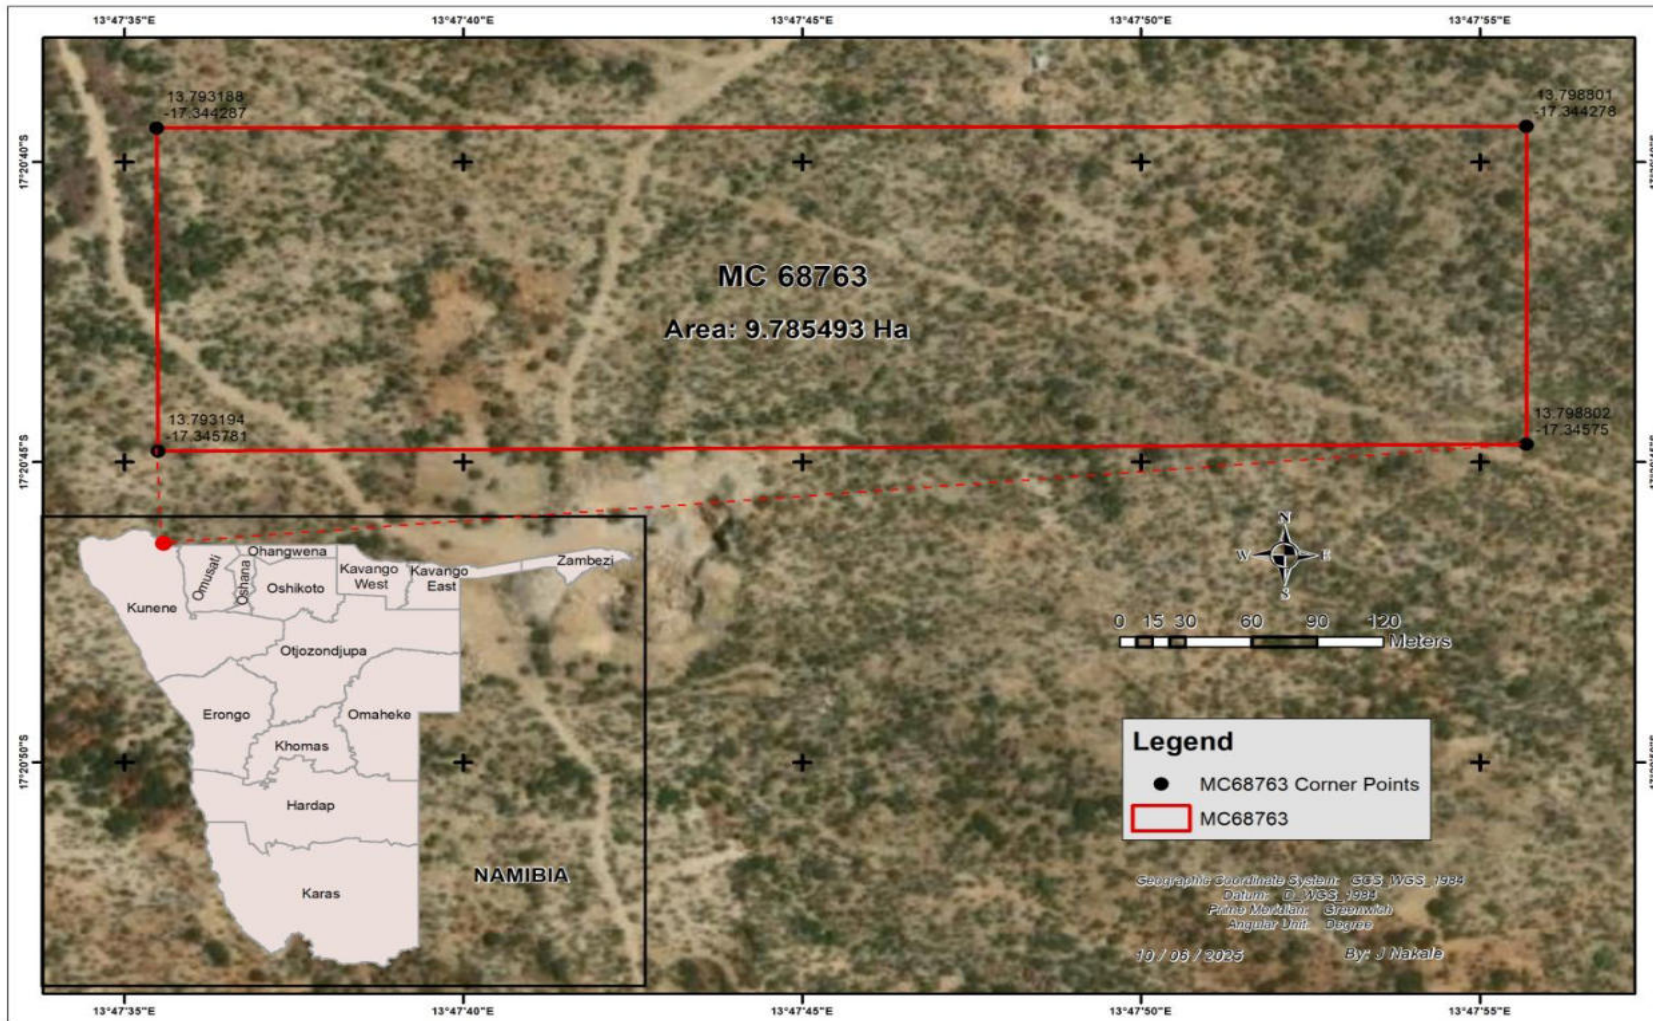 13°47'35"E
13°47'40"E
13°47'45"E
13°47'50"E
13°47'55"E
13.793188
-17.344287
13.798801
-17.344278
17°20'40"S
MC 68763
Area: 9.785493 Ha
13.793194
-17.345781
13.798802
-17.34575
17°20'45"S
N
W
E
S
0 15 30 60 90 120
Meters
Ohangwena
Zambezi
Omusati
Oshana
Kavango
West
Kavango
East
Oshikoto
Kunene
Otjozondjupa
Erongo
Omaheke
Khomas
Hardap
Karas
NAMIBIA
17°20'50"S
Legend
MC68763 Corner Points
MC68763
Geographic Coordinate System: GCS_WGS_1984
Datum: D_WGS_1984
Prime Meridian: Greenwich
Angular Unit: Degree
10 / 06 / 2025 By: J Nakale
13°47'35"E
13°47'40"E
13°47'45"E
13°47'50"E
13°47'55"E